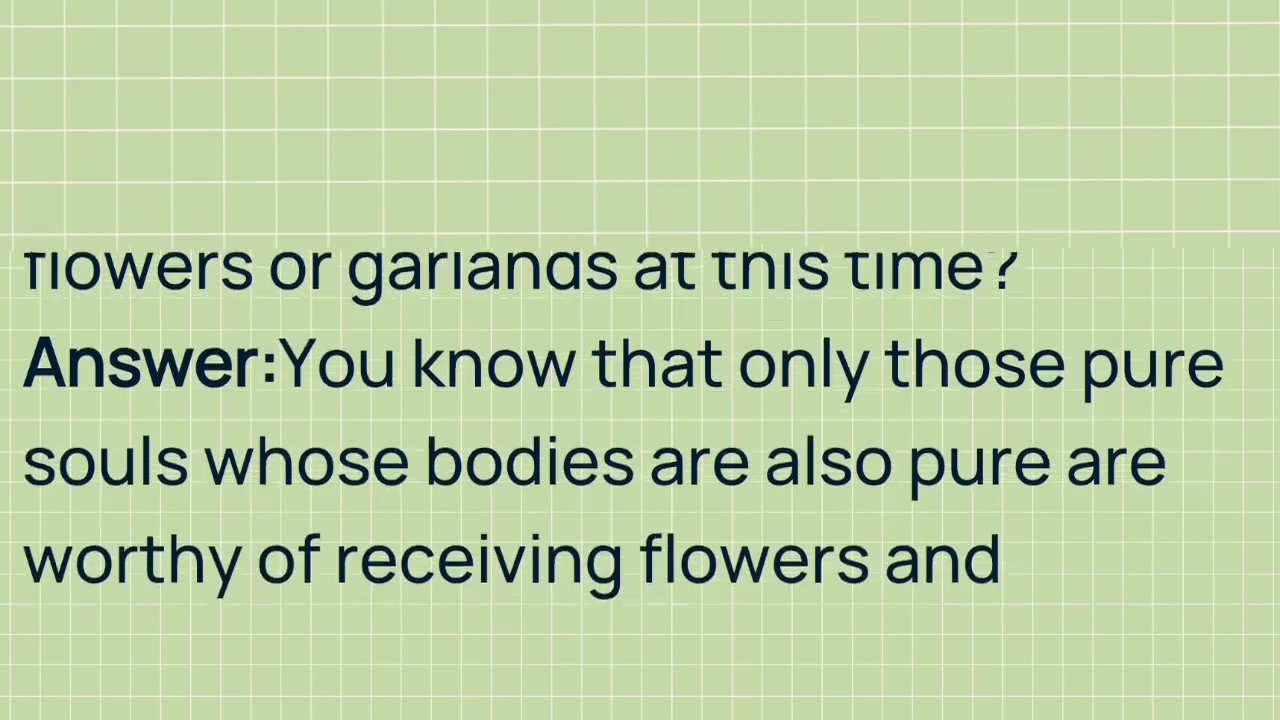 flowers or garlands at this time?
Answer:You know that only those pure
souls whose bodies are also pure are
worthy of receiving flowers and